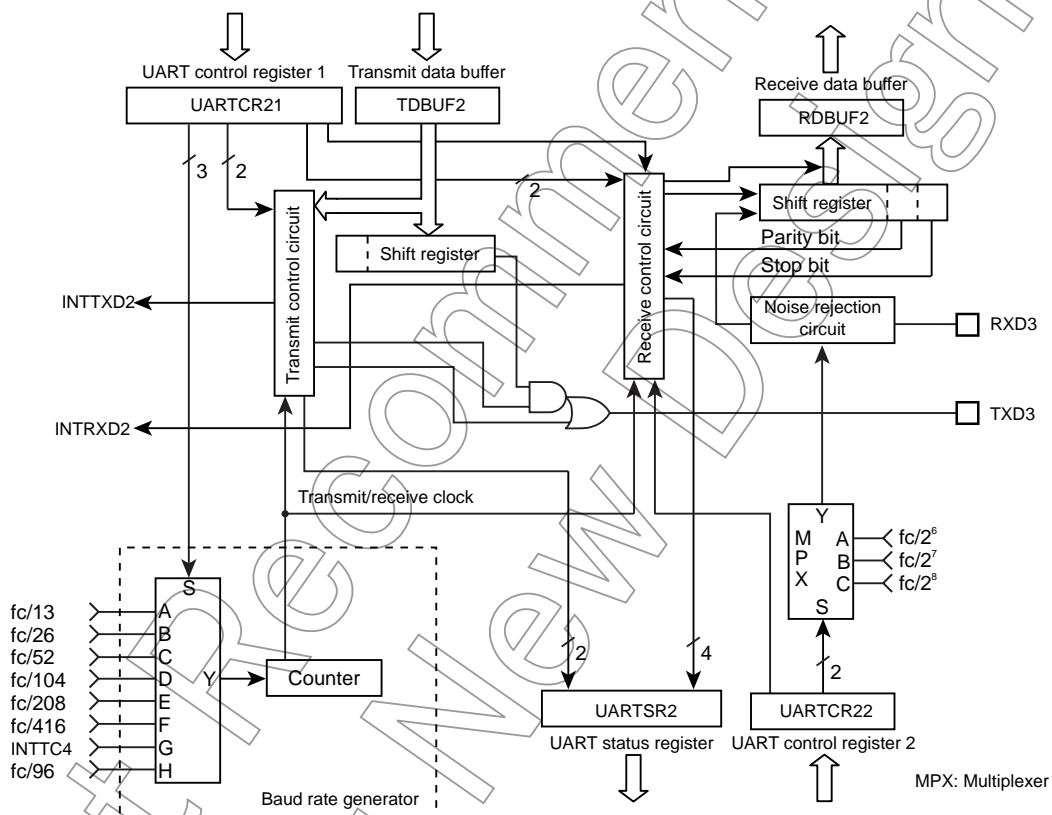 UART control register 1
Transmit data buffer
Receive data buffer
UARTCR21
TDBUF2
RDBUF2
3
2
2
Transmit control circuit
Receive control circuit
Shift register
Shift register
Parity bit
Stop bit
Noise rejection
circuit
INTTXD2
RXD3
INTRXD2
TXD3
Transmit/receive clock
Y
M
P
X
A
B
C
S
fc/2⁶
fc/2⁷
fc/2⁸
S
fc/13
fc/26
fc/52
fc/104
fc/208
fc/416
INTTC4
fc/96
A
B
C
D
E
F
G
H
Y
Counter
2
4
2
UARTSR2
UARTCR22
UART status register
UART control register 2
Baud rate generator
MPX: Multiplexer
t Recommen
New Design